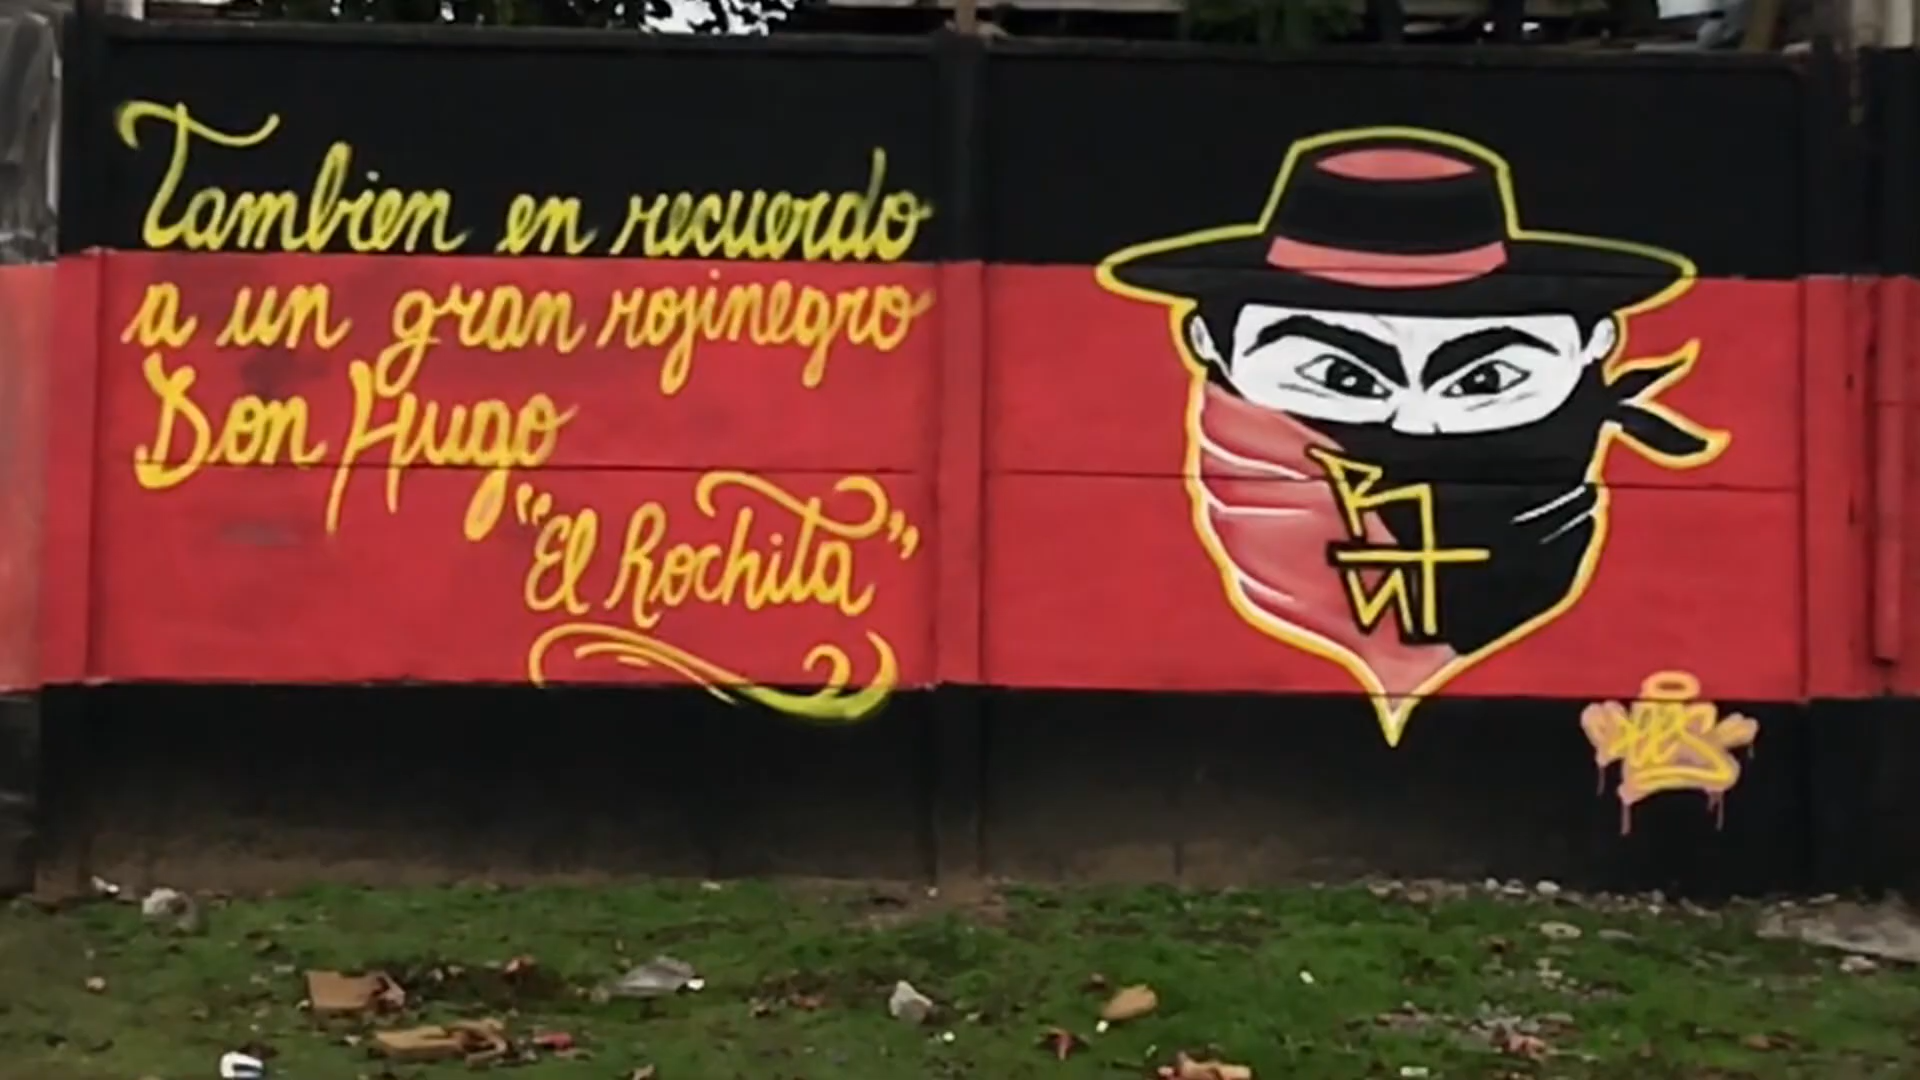 Tambien en recuerdo
a un gran rojinegro
Don Hugo
"El Rochita"